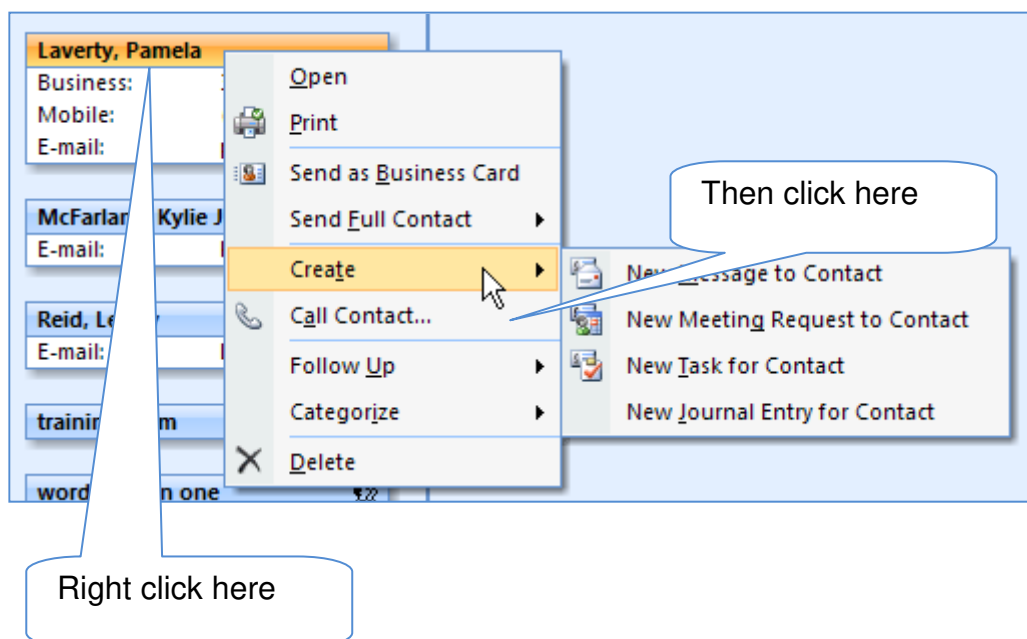 Laverty, Pamela
Business:
Mobile:
E-mail:
McFarlan Kylie J
E-mail:
Reid, Le
E-mail:
trainin m
word n one
Open
Print
Send as Business Card
Send Full Contact
Create
Call Contact...
Follow Up
Categorize
Delete
Then click here
New Message to Contact
New Meeting Request to Contact
New Task for Contact
New Journal Entry for Contact
Right click here